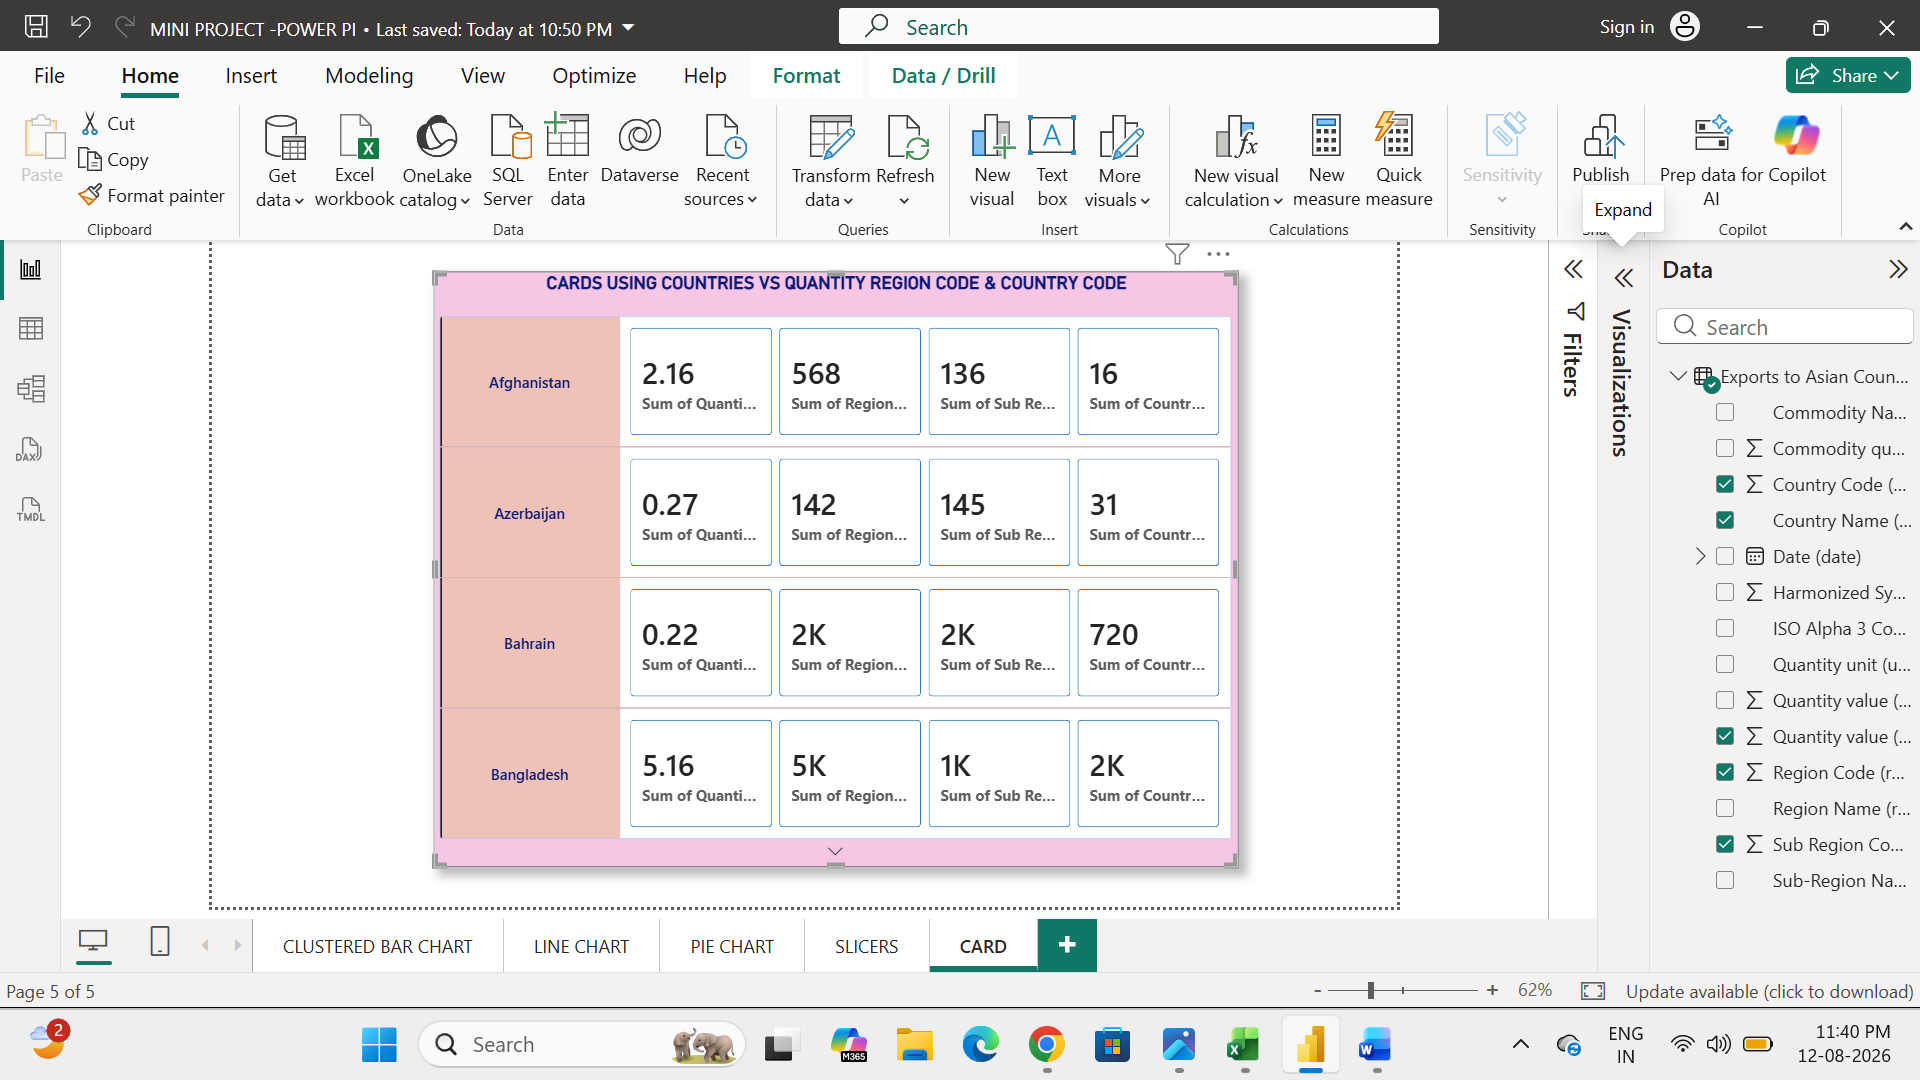 MINI PROJECT -POWER PI • Last saved: Today at 10:50 PM
Search
Sign in
File
Home
Insert
Modeling
View
Optimize
Help
Format
Data / Drill
Share
Paste
Cut
Copy
Format painter
Clipboard
Get data
Excel workbook
OneLake catalog
SQL Server
Enter data
Dataverse
Recent sources
Data
Transform data
Refresh
Queries
New visual
Text box
More visuals
Insert
New visual calculation
New measure
Quick measure
Calculations
Sensitivity
Sensitivity
Publish
Expand
Prep data for AI
Copilot
Copilot
CARDS USING COUNTRIES VS QUANTITY REGION CODE & COUNTRY CODE
Afghanistan
2.16
Sum of Quanti...
568
Sum of Region...
136
Sum of Sub Re...
16
Sum of Countr...
Azerbaijan
0.27
Sum of Quanti...
142
Sum of Region...
145
Sum of Sub Re...
31
Sum of Countr...
Bahrain
0.22
Sum of Quanti...
2K
Sum of Region...
2K
Sum of Sub Re...
720
Sum of Countr...
Bangladesh
5.16
Sum of Quanti...
5K
Sum of Region...
1K
Sum of Sub Re...
2K
Sum of Countr...
Filters
Visualizations
Data
Search
Exports to Asian Coun...
Commodity Na...
Commodity qu...
Country Code (...
Country Name (...
Date (date)
Harmonized Sy...
ISO Alpha 3 Co...
Quantity unit (u...
Quantity value (...
Quantity value (...
Region Code (r...
Region Name (r...
Sub Region Co...
Sub-Region Na...
DAX
TMDL
CLUSTERED BAR CHART
LINE CHART
PIE CHART
SLICERS
CARD
+
Page 5 of 5
- + 62%
Update available (click to download)
2
Search
M365
ENG
IN
11:40 PM
12-08-2026